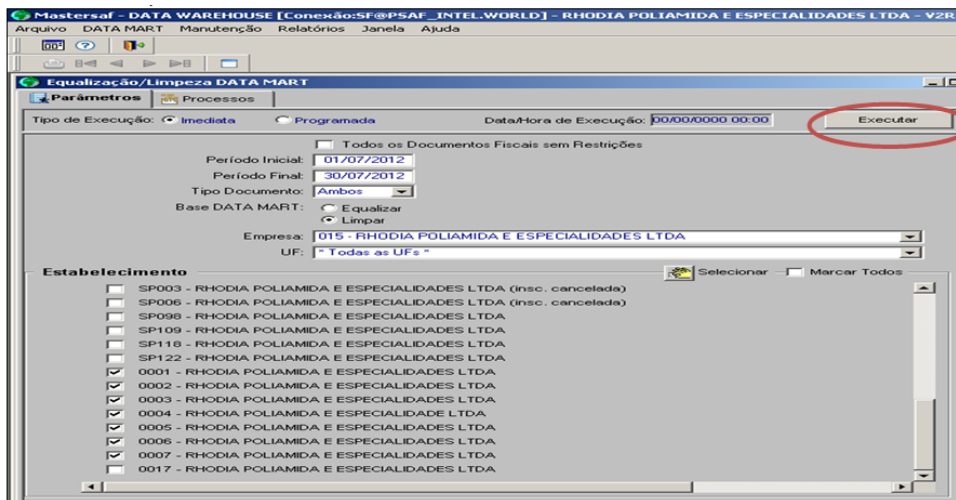 Mastersaf - DATA WAREHOUSE [Conexão:SF@PSAF_INTEL.WORLD] - RHODIA POLIAMIDA E ESPECIALIDADES LTDA - V2R
Arquivo DATA MART Manutenção Relatórios Janela Ajuda
Equalização/Limpeza DATA MART
Parâmetros Processos
Tipo de Execução: Imediata Programada Data/Hora de Execução: 00/00/0000 00:00 Executar
Todos os Documentos Fiscais sem Restrições
Período Inicial: 01/07/2012
Período Final: 30/07/2012
Tipo Documento: Ambos
Base DATA MART: Equalizar
Limpar
Empresa: 015 - RHODIA POLIAMIDA E ESPECIALIDADES LTDA
UF: " Todas as UFs "
Estabelecimento Selecionar Marcar Todos
SP003 - RHODIA POLIAMIDA E ESPECIALIDADES LTDA (insc. cancelada)
SP006 - RHODIA POLIAMIDA E ESPECIALIDADES LTDA (insc. cancelada)
SP098 - RHODIA POLIAMIDA E ESPECIALIDADES LTDA
SP109 - RHODIA POLIAMIDA E ESPECIALIDADES LTDA
SP118 - RHODIA POLIAMIDA E ESPECIALIDADES LTDA
SP122 - RHODIA POLIAMIDA E ESPECIALIDADES LTDA
0001 - RHODIA POLIAMIDA E ESPECIALIDADES LTDA
0002 - RHODIA POLIAMIDA E ESPECIALIDADES LTDA
0003 - RHODIA POLIAMIDA E ESPECIALIDADES LTDA
0004 - RHODIA POLIAMIDA E ESPECIALIDADE LTDA
0005 - RHODIA POLIAMIDA E ESPECIALIDADES LTDA
0006 - RHODIA POLIAMIDA E ESPECIALIDADES LTDA
0007 - RHODIA POLIAMIDA E ESPECIALIDADES LTDA
0017 - RHODIA POLIAMIDA E ESPECIALIDADES LTDA